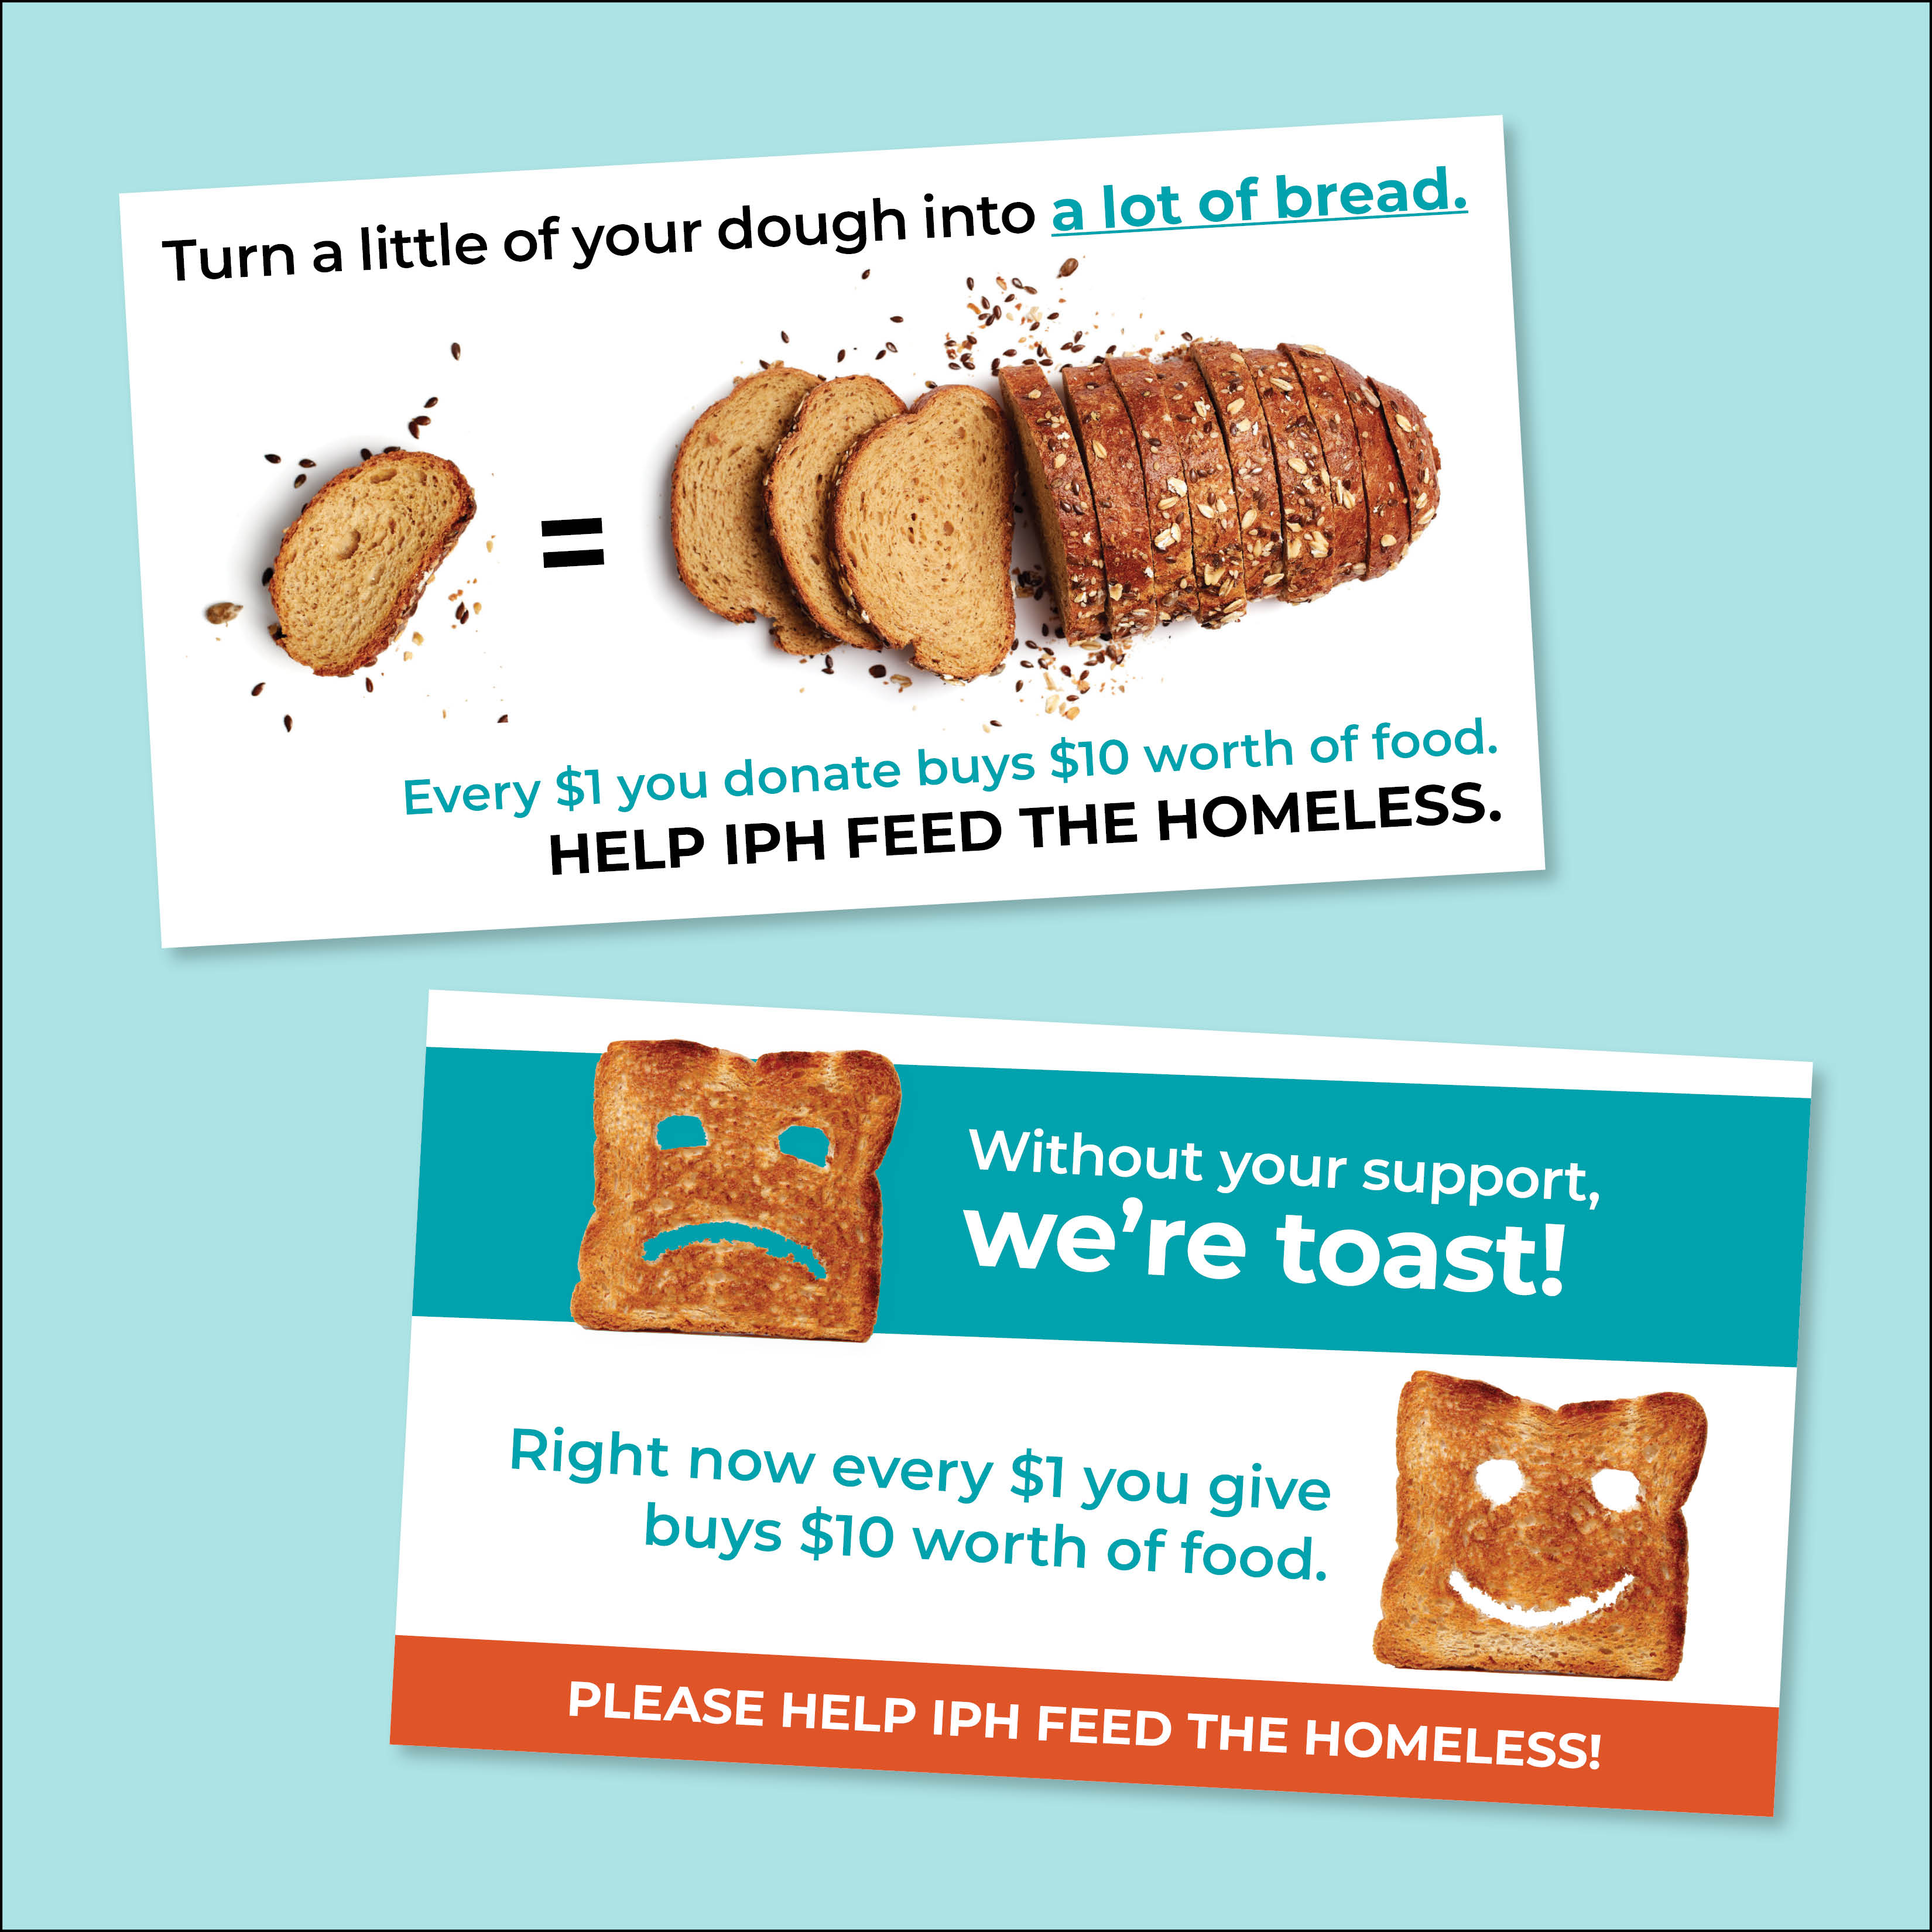 Turn a little of your dough into a lot of bread.
=
Every $1 you donate buys $10 worth of food.
HELP IPH FEED THE HOMELESS.
Without your support,
we're toast!
Right now every $1 you give
buys $10 worth of food.
PLEASE HELP IPH FEED THE HOMELESS!